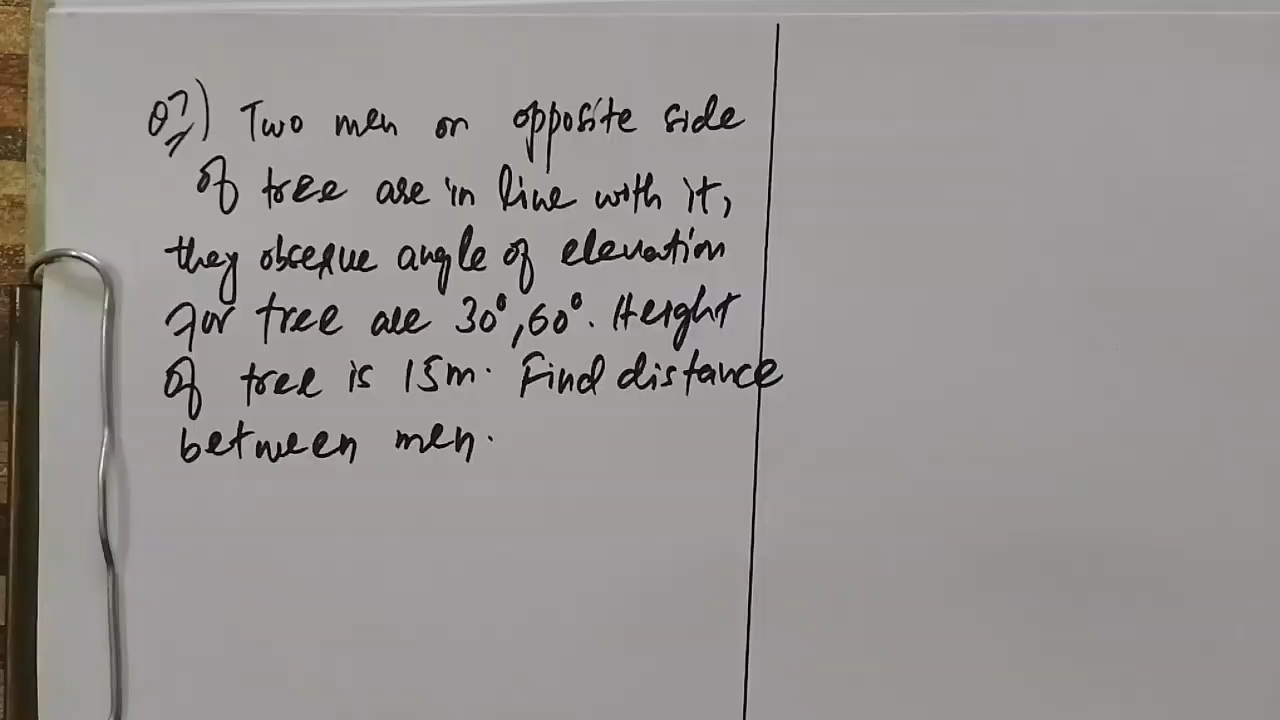 Q7) Two men on opposite side
of tree are in line with it,
they observe angle of elevation
for tree are 30°, 60°. Height
of tree is 15m. Find distance
between men.